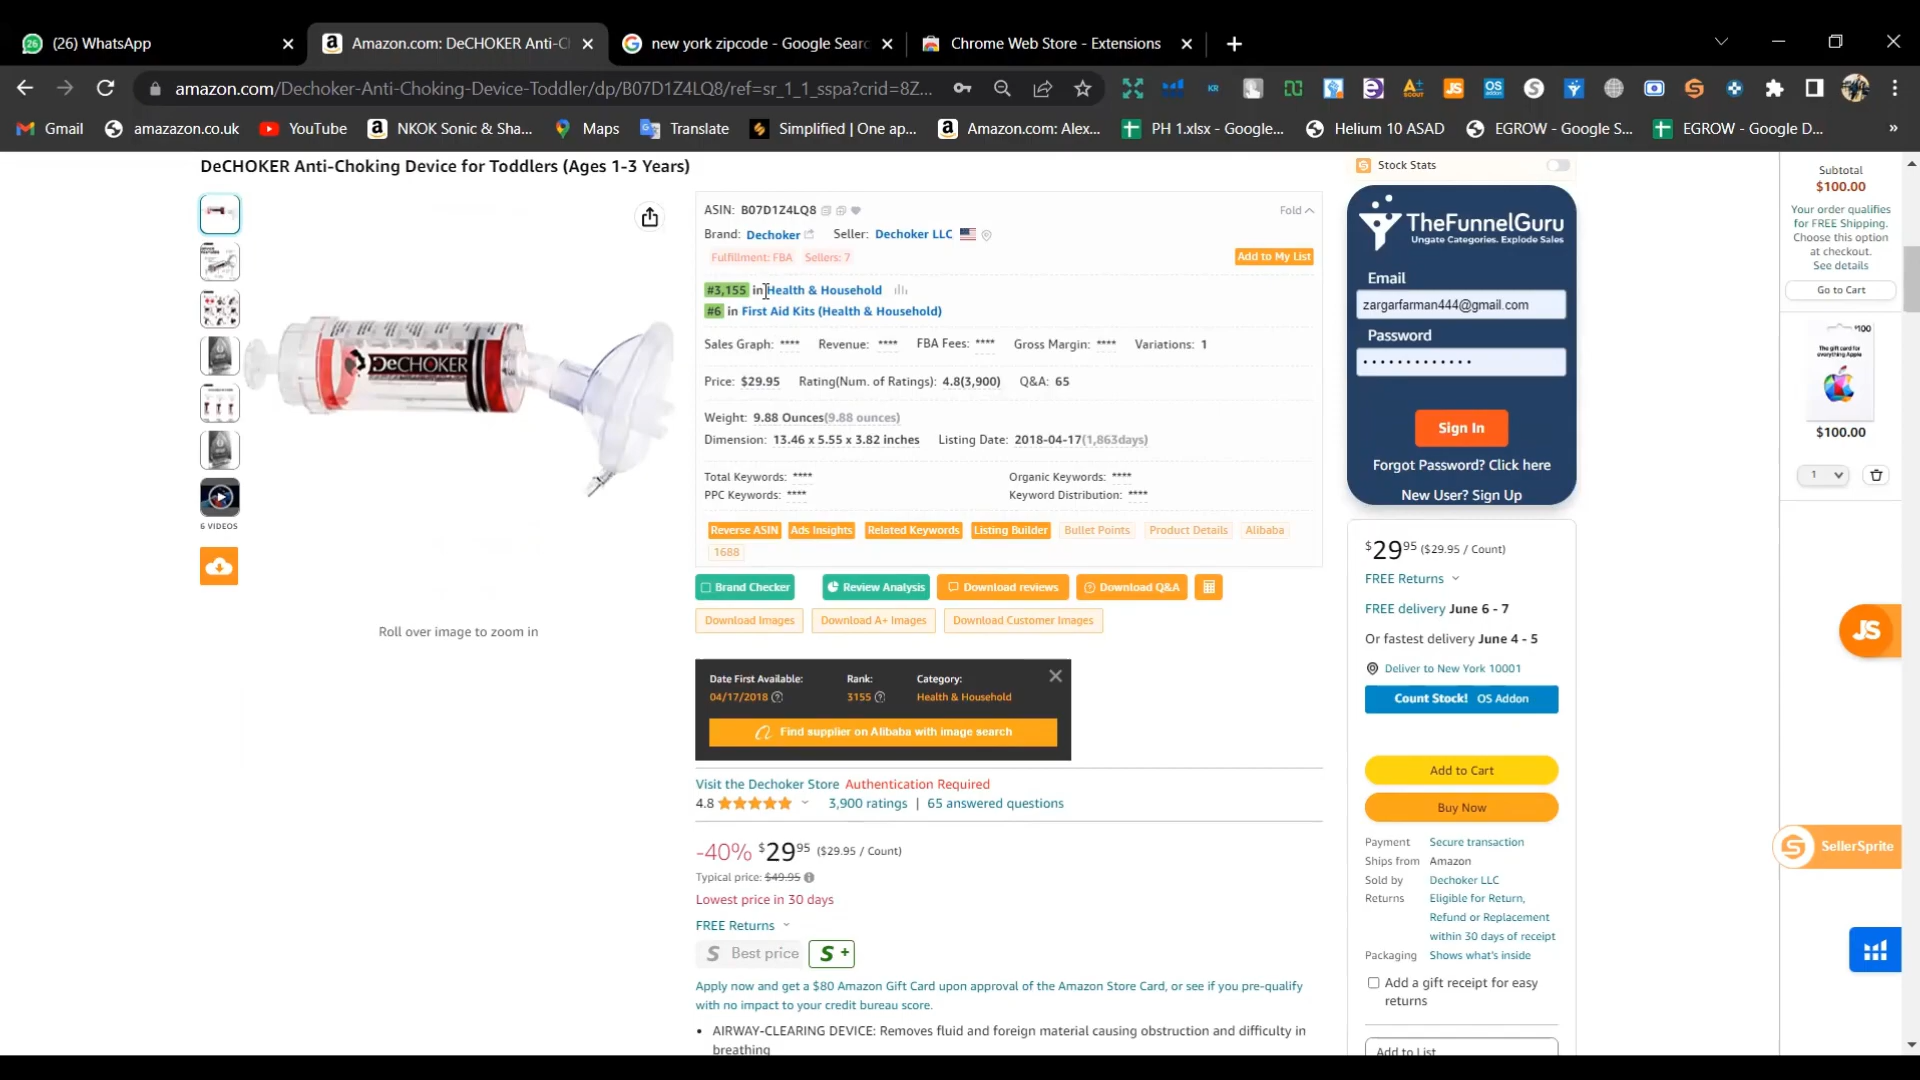 (26) WhatsApp
Amazon.com: DeCHOKER Anti-C
new york zipcode - Google Searc
Chrome Web Store - Extensions
amazon.com/Dechoker-Anti-Choking-Device-Toddler/dp/B07D1Z4LQ8/ref=sr_1_1_sspa?crid=8Z...
Gmail
amazazon.co.uk
YouTube
NKOK Sonic & Sha...
Maps
Translate
Simplified | One ap...
Amazon.com: Alex...
PH 1.xlsx - Google...
Helium 10 ASAD
EGROW - Google S...
EGROW - Google D...
DeCHOKER Anti-Choking Device for Toddlers (Ages 1-3 Years)
DeCHOKER
6 VIDEOS
Roll over image to zoom in
ASIN: B07D1Z4LQ8
Fold
Brand: Dechoker Seller: Dechoker LLC
Fulfillment: FBA Sellers: 7
Add to My List
#3,155 in Health & Household
#6 in First Aid Kits (Health & Household)
Sales Graph: **** Revenue: **** FBA Fees: **** Gross Margin: **** Variations: 1
Price: $29.95 Rating(Num. of Ratings): 4.8(3,900) Q&A: 65
Weight: 9.88 Ounces(9.88 ounces)
Dimension: 13.46 x 5.55 x 3.82 inches Listing Date: 2018-04-17(1,863days)
Total Keywords: **** Organic Keywords: ****
PPC Keywords: **** Keyword Distribution: ****
Reverse ASIN Ads Insights Related Keywords Listing Builder Bullet Points Product Details Alibaba
1688
Brand Checker Review Analysis Download reviews Download Q&A
Download Images Download A+ Images Download Customer Images
Date First Available: Rank: Category:
04/17/2018 3155 Health & Household
Find supplier on Alibaba with image search
Visit the Dechoker Store Authentication Required
4.8 3,900 ratings | 65 answered questions
-40% $29.95 ($29.95 / Count)
Typical price: $49.95
Lowest price in 30 days
FREE Returns
S Best price S +
Apply now and get a $80 Amazon Gift Card upon approval of the Amazon Store Card, or see if you pre-qualify
with no impact to your credit bureau score.
• AIRWAY-CLEARING DEVICE: Removes fluid and foreign material causing obstruction and difficulty in
breathing
Stock Stats
TheFunnelGuru
Ungate Categories. Explode Sales
Email
zargarfarman444@gmail.com
Password
Sign In
Forgot Password? Click here
New User? Sign Up
$29.95 ($29.95 / Count)
FREE Returns
FREE delivery June 6 - 7
Or fastest delivery June 4 - 5
Deliver to New York 10001
Count Stock! OS Addon
Add to Cart
Buy Now
Payment Secure transaction
Ships from Amazon
Sold by Dechoker LLC
Returns Eligible for Return,
Refund or Replacement
within 30 days of receipt
Packaging Shows what's inside
Add a gift receipt for easy
returns
Add to List
Subtotal
$100.00
Your order qualifies
for FREE Shipping.
Choose this option
at checkout.
See details
Go to Cart
$100
The gift card for
everything Apple
$100.00
1
JS
SellerSprite